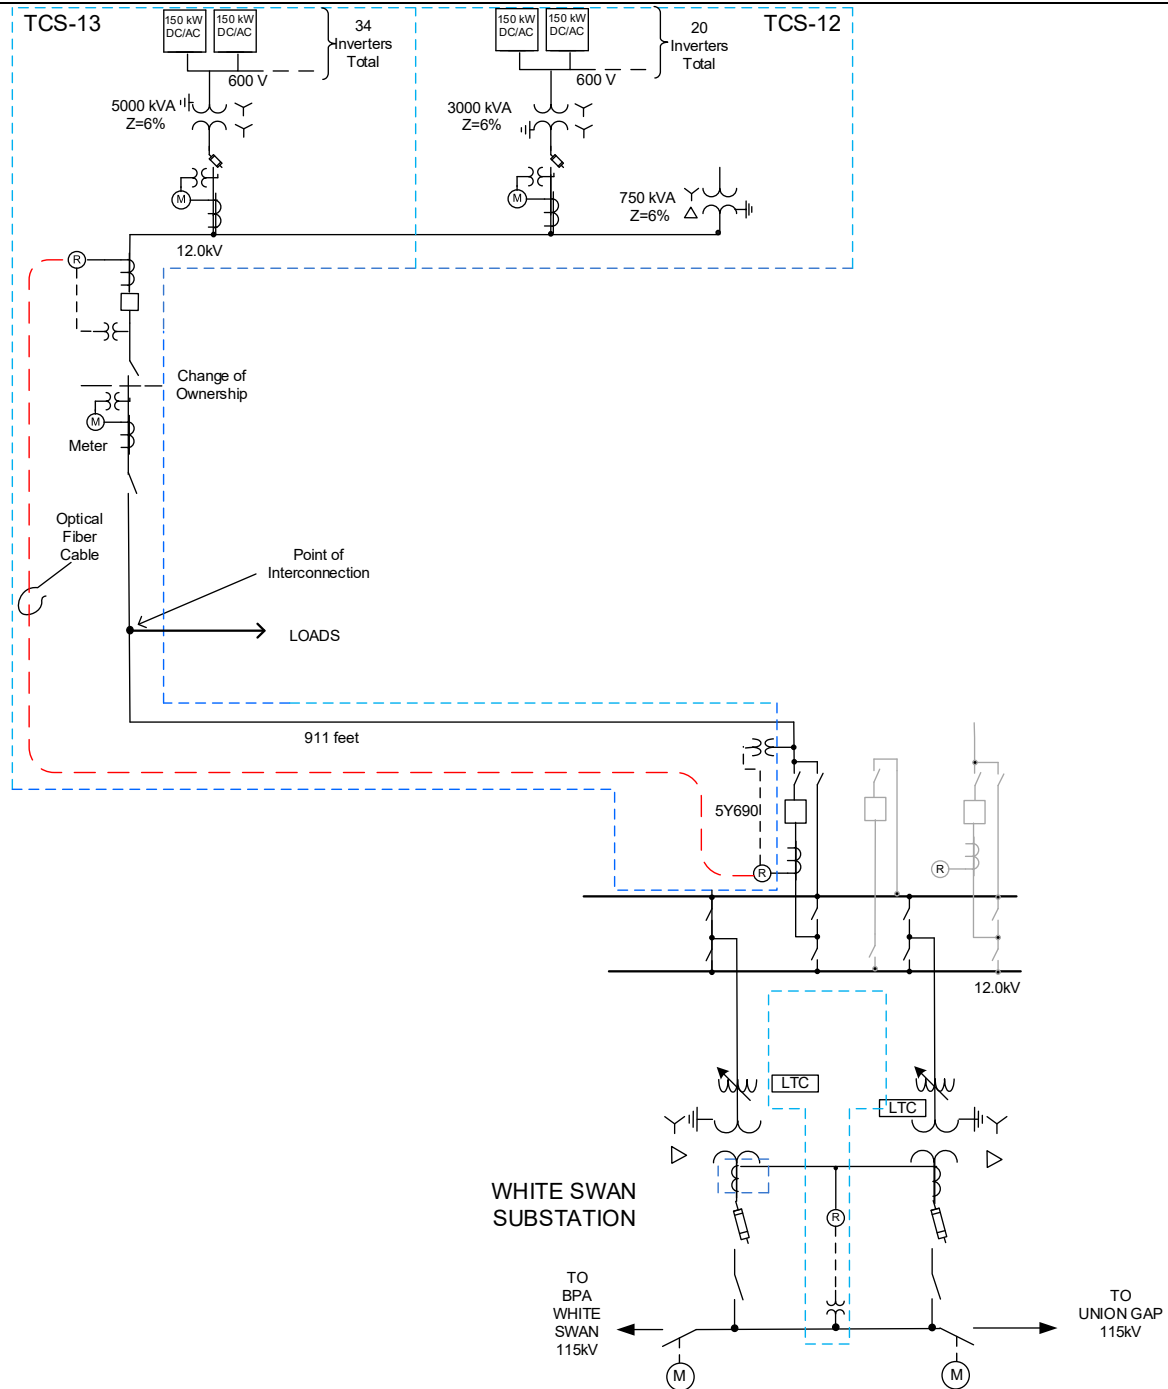 TCS-13
150 kW
DC/AC
150 kW
DC/AC
34
Inverters
Total
600 V
5000 kVA
Z=6%
M
150 kW
DC/AC
150 kW
DC/AC
20
Inverters
Total
TCS-12
600 V
3000 kVA
Z=6%
M
750 kVA
Z=6%
12.0kV
R
Change of
Ownership
M
Meter
Optical
Fiber
Cable
Point of
Interconnection
LOADS
911 feet
5Y690
R
R
12.0kV
LTC
LTC
WHITE SWAN
SUBSTATION
R
TO
BPA
WHITE
SWAN
115kV
TO
UNION GAP
115kV
M
M